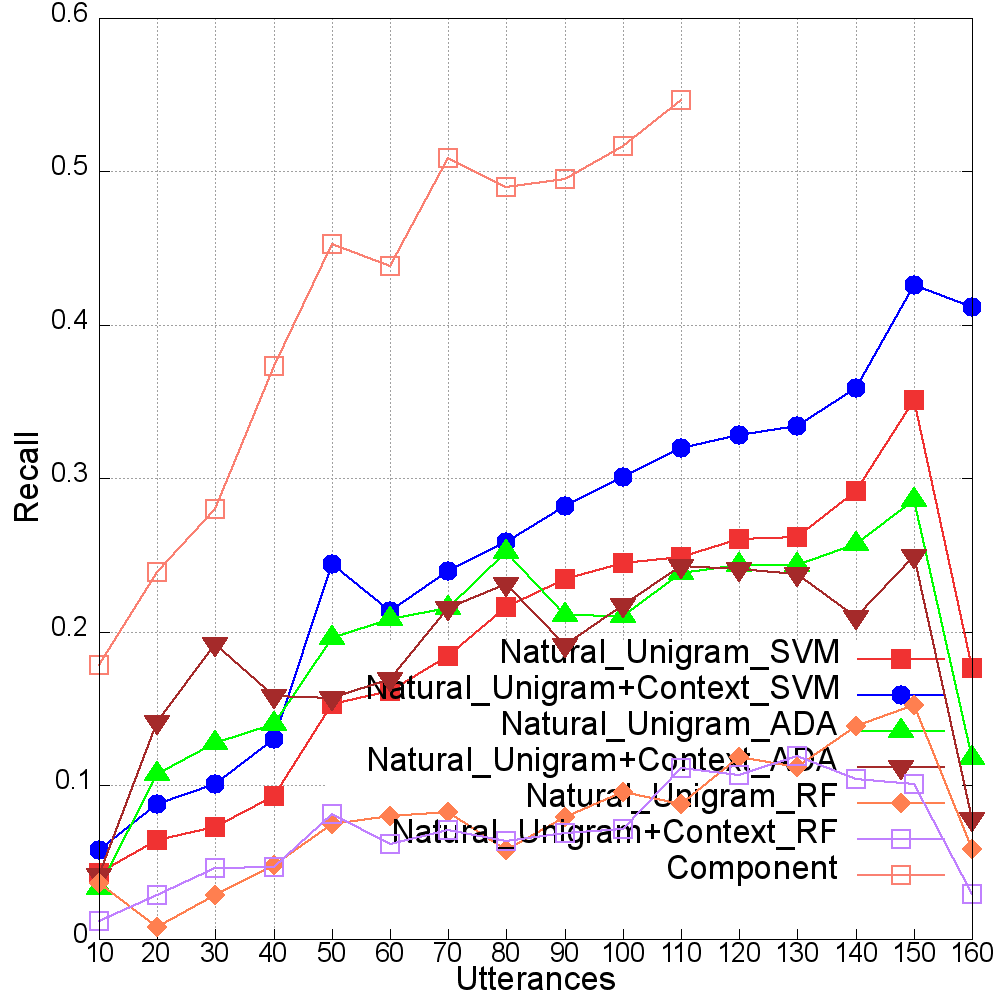 0.6
0.5
0.4
0.3
0.2
0.1
0
Recall
Natural_Unigram_SVM
Natural_Unigram+Context_SVM
Natural_Unigram_ADA
Natural_Unigram+Context_ADA
Natural_Unigram_RF
Natural_Unigram+Context_RF
Component
10 20 30 40 50 60 70 80 90 100 110 120 130 140 150 160
Utterances